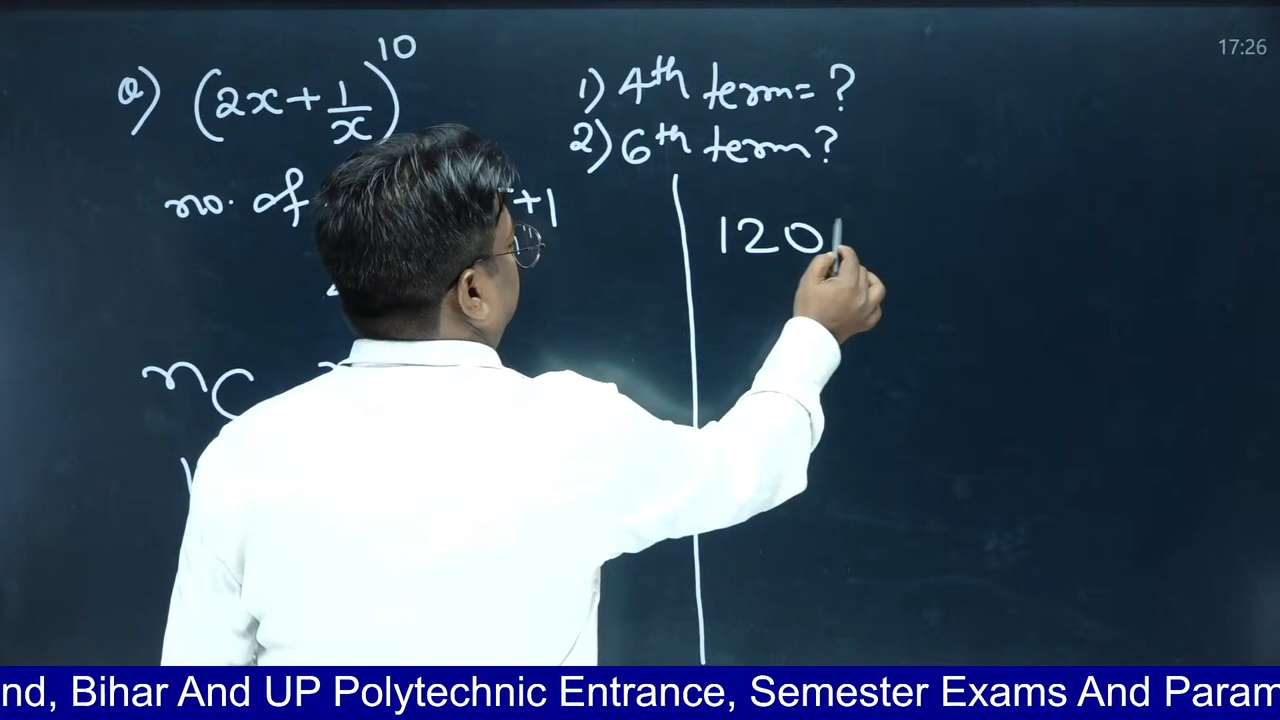 Q) (2x+1/x)^10
1) 4th term=?
2) 6th term?
no. of +1
120
nC
17:26
nd, Bihar And UP Polytechnic Entrance, Semester Exams And Param